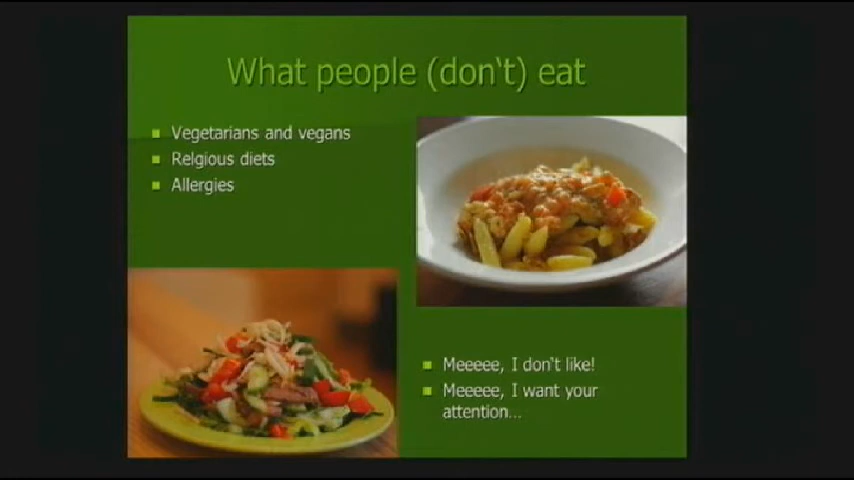 What people (don‘t) eat
Vegetarians and vegans
Relgious diets
Allergies
Meeeee, I don‘t like!
Meeeee, I want your
attention…